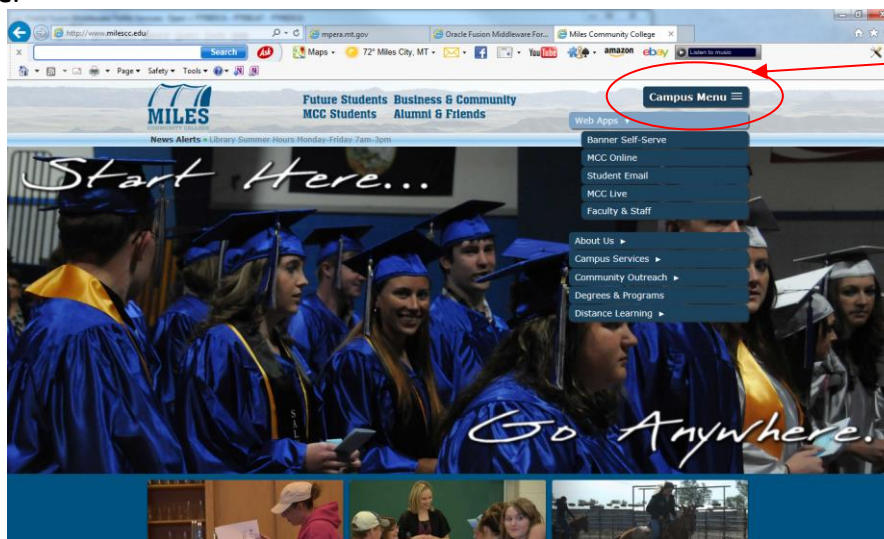 http://www.milescc.edu/
mpera.mt.gov
Oracle Fusion Middleware For...
Miles Community College
Search
Ask
Maps
72° Miles City, MT
YouTube
amazon
ebay
Listen to music
Page
Safety
Tools
MILES
COMMUNITY COLLEGE
Future Students Business & Community
MCC Students Alumni & Friends
Campus Menu
News Alerts • Library Summer Hours Monday-Friday 7am-3pm
Web Apps
Banner Self-Serve
MCC Online
Student Email
MCC Live
Faculty & Staff
About Us
Campus Services
Community Outreach
Degrees & Programs
Distance Learning
Start Here...
Go Anywhere.